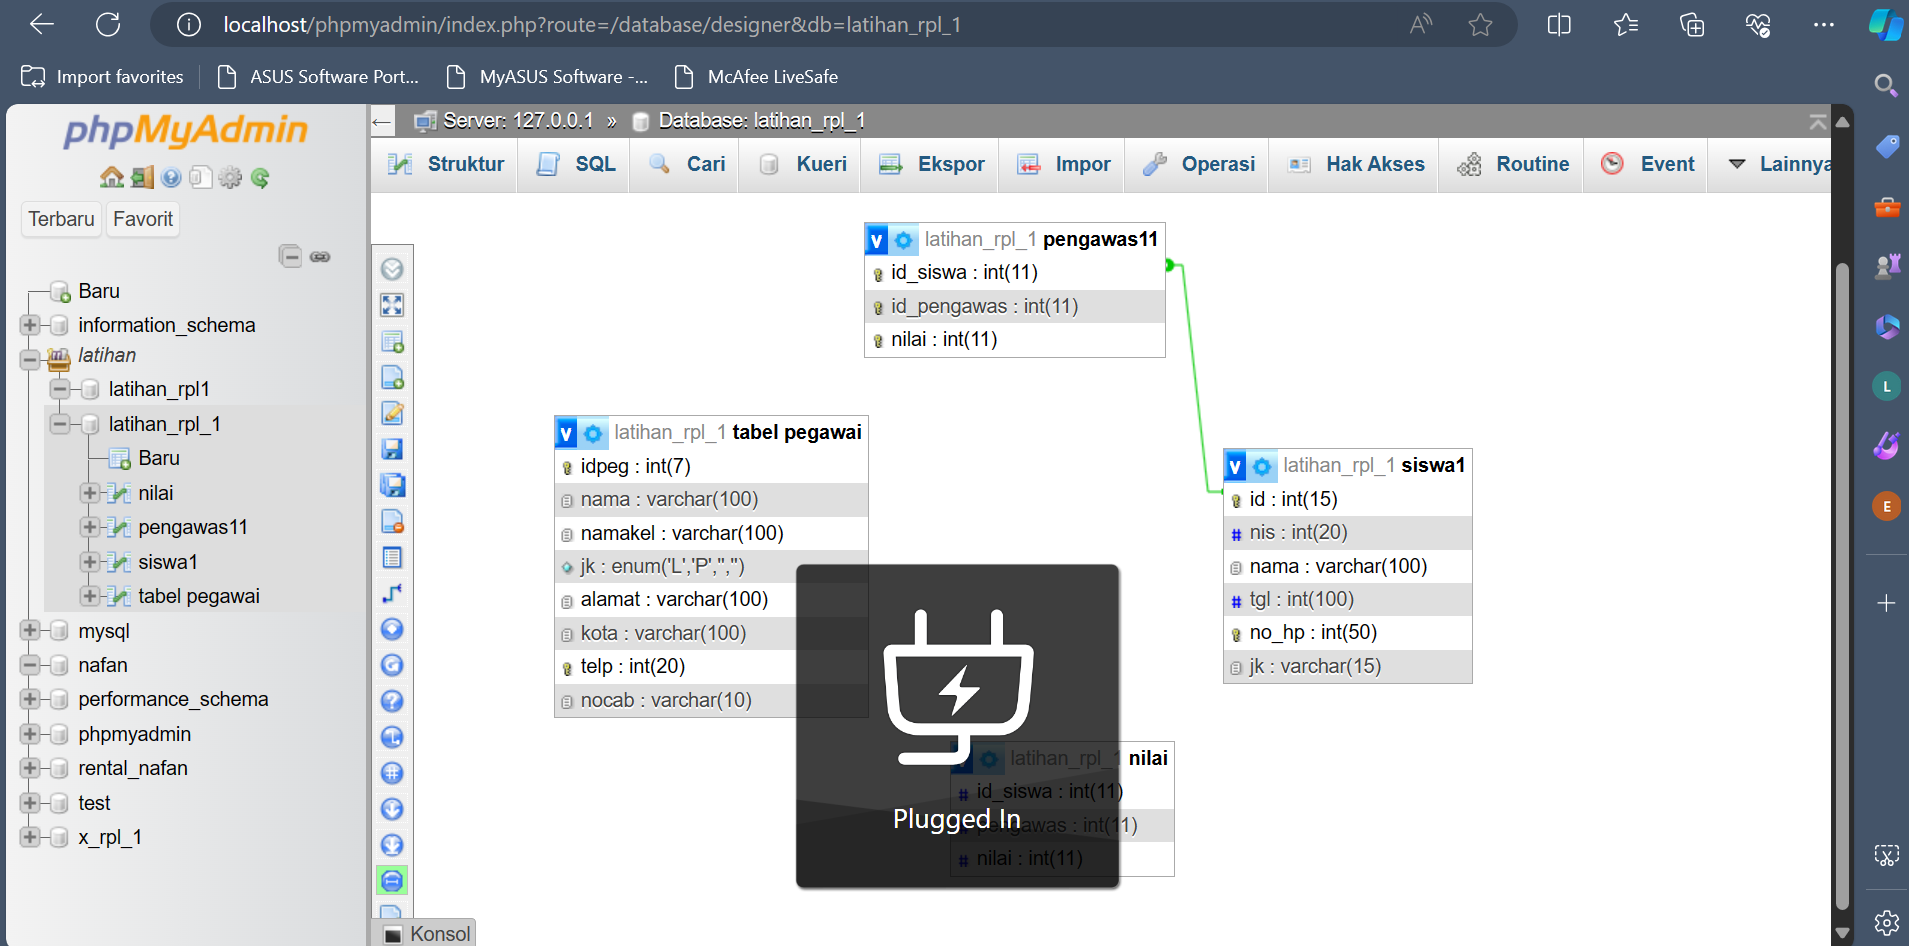 localhost/phpmyadmin/index.php?route=/database/designer&db=latihan_rpl_1
Import favorites
ASUS Software Port...
MyASUS Software -...
McAfee LiveSafe
phpMyAdmin
Terbaru
Favorit
Baru
information_schema
latihan
latihan_rpl1
latihan_rpl_1
Baru
nilai
pengawas11
siswa1
tabel pegawai
mysql
nafan
performance_schema
phpmyadmin
rental_nafan
test
x_rpl_1
Server: 127.0.0.1 » Database: latihan_rpl_1
Struktur
SQL
Cari
Kueri
Ekspor
Impor
Operasi
Hak Akses
Routine
Event
Lainnya
v latihan_rpl_1 pengawas11
id_siswa : int(11)
id_pengawas : int(11)
nilai : int(11)
v latihan_rpl_1 tabel pegawai
idpeg : int(7)
nama : varchar(100)
namakel : varchar(100)
jk : enum('L','P','','')
alamat : varchar(100)
kota : varchar(100)
telp : int(20)
nocab : varchar(10)
v latihan_rpl_1 siswa1
id : int(15)
# nis : int(20)
nama : varchar(100)
# tgl : int(100)
no_hp : int(50)
jk : varchar(15)
v latihan_rpl_1 nilai
# id_siswa : int(11)
pengawas : int(11)
# nilai : int(11)
Plugged In
Konsol
L
E